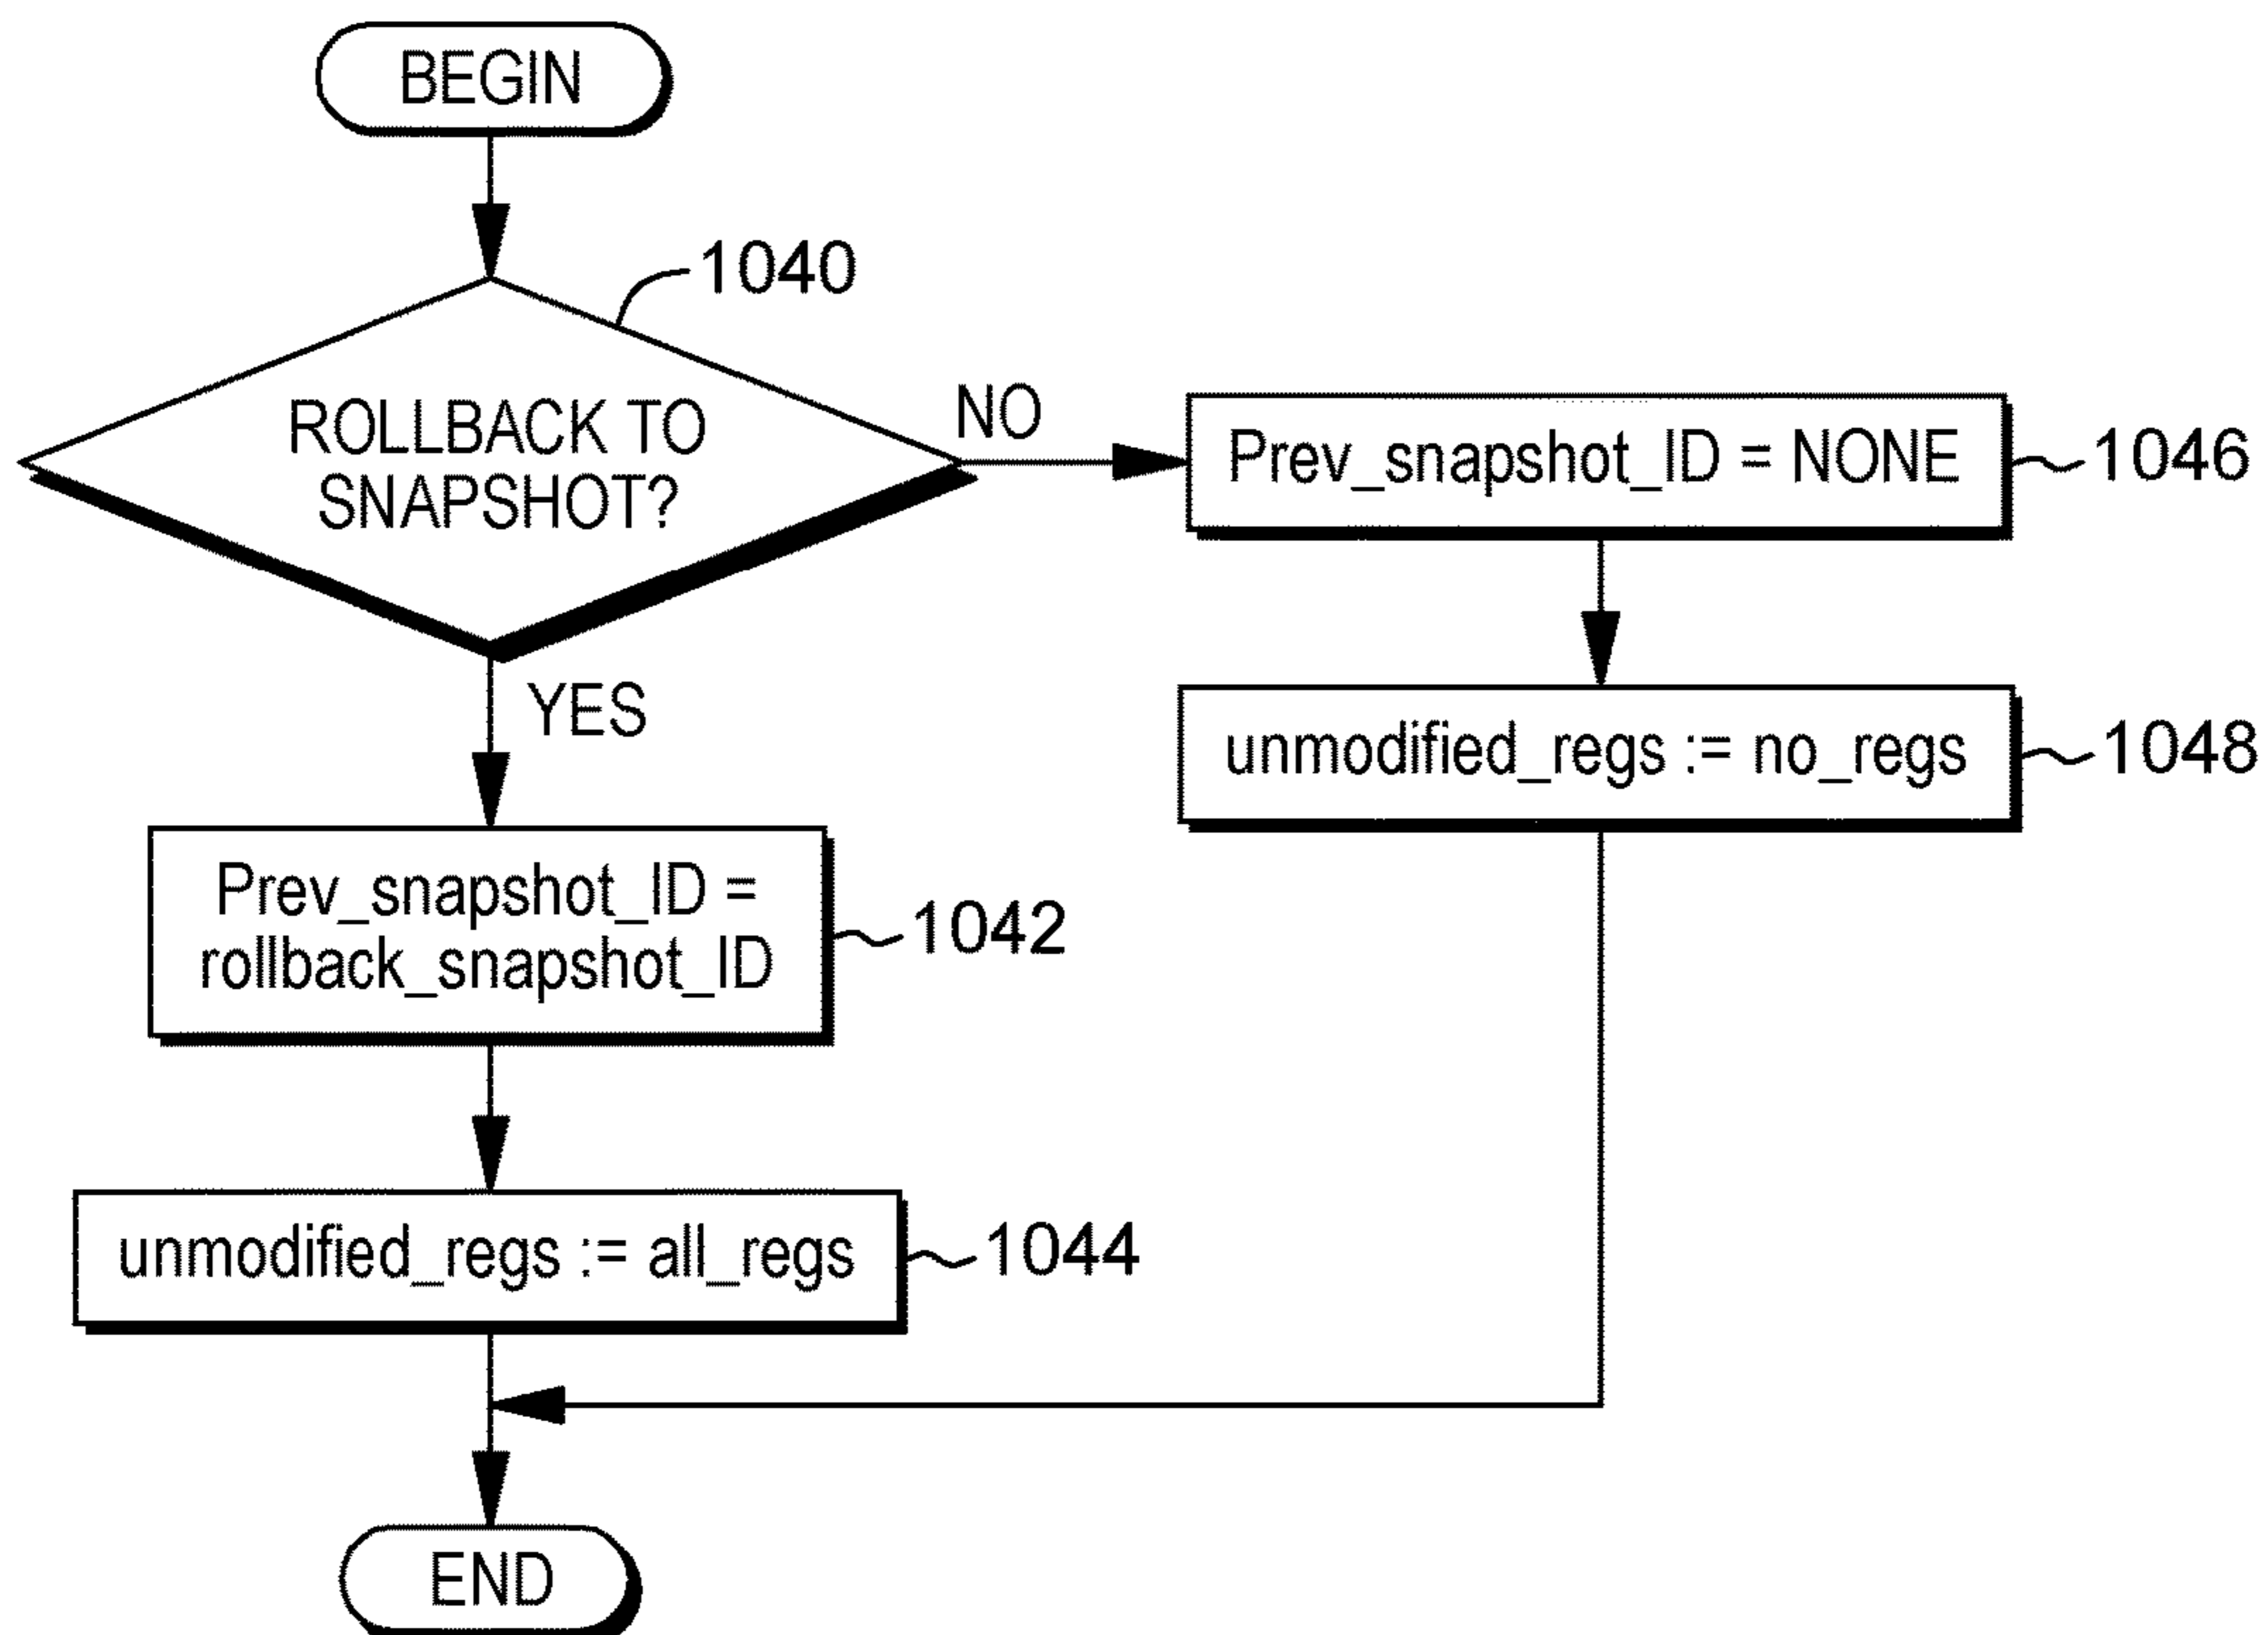 BEGIN
1040
ROLLBACK TO
SNAPSHOT?
NO
Prev_snapshot_ID = NONE
1046
YES
unmodified_regs := no_regs
1048
Prev_snapshot_ID =
rollback_snapshot_ID
1042
unmodified_regs := all_regs
1044
END